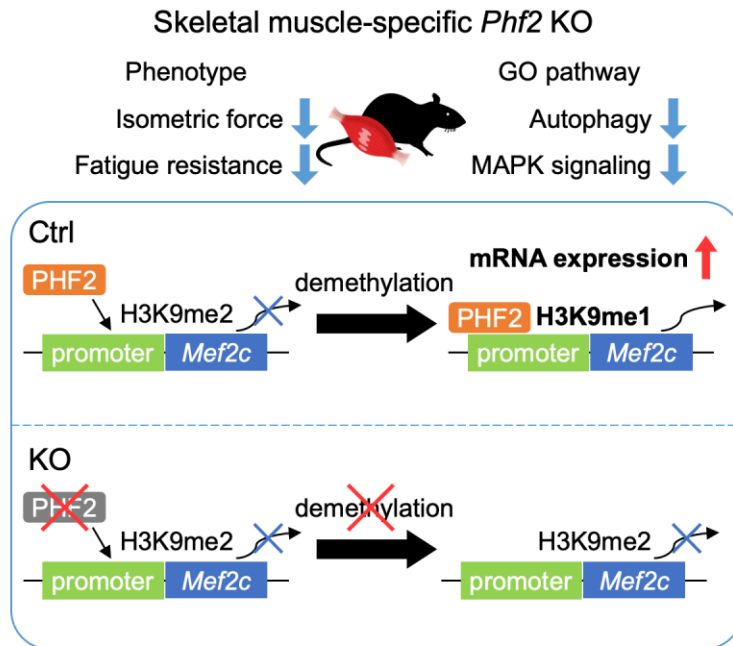 Skeletal muscle-specific Phf2 KO
Phenotype
Isometric force
Fatigue resistance
GO pathway
Autophagy
MAPK signaling
Ctrl
PHF2
H3K9me2
promoter
Mef2c
demethylation
mRNA expression
PHF2 H3K9me1
promoter
Mef2c
KO
PHF2
H3K9me2
promoter
Mef2c
demethylation
H3K9me2
promoter
Mef2c